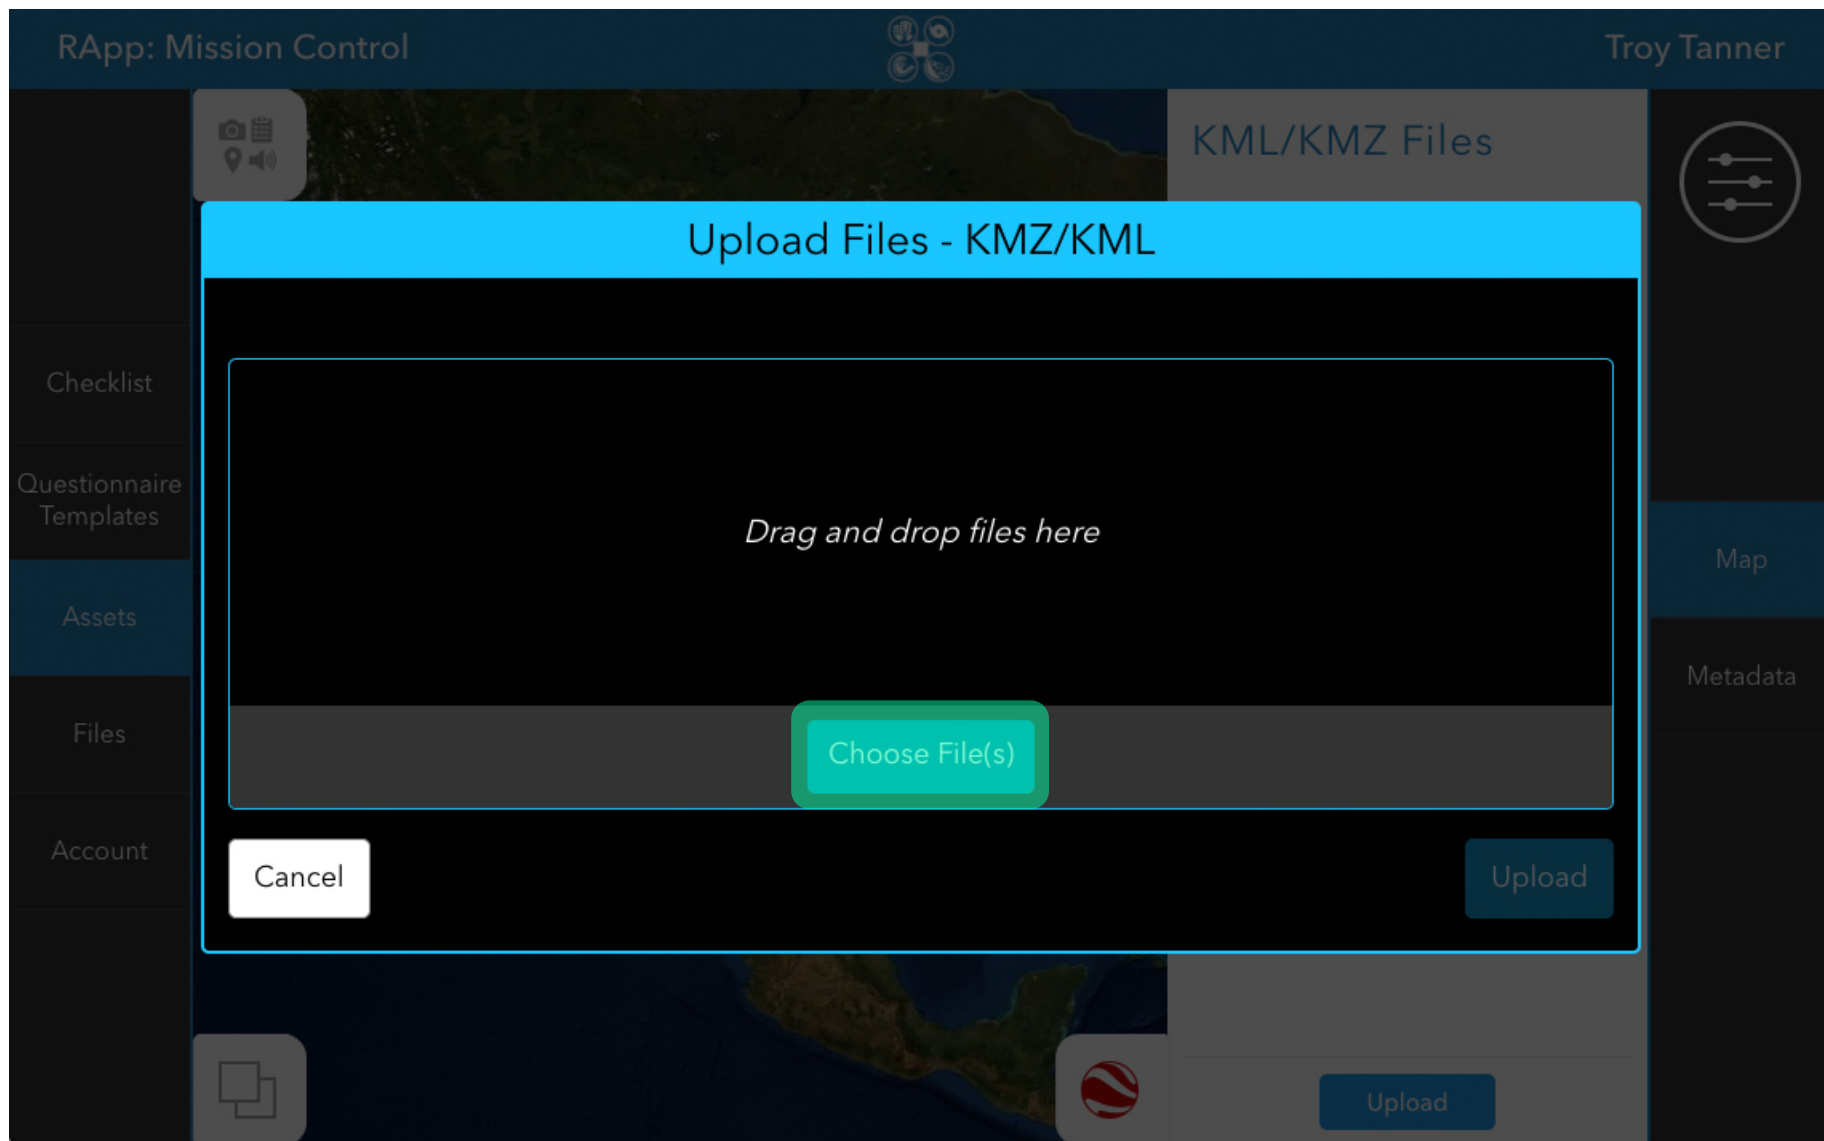 RApp: Mission Control
Troy Tanner
KML/KMZ Files
Upload Files - KMZ/KML
Checklist
Questionnaire
Templates
Assets
Files
Account
Drag and drop files here
Choose File(s)
Cancel
Upload
Map
Metadata
Upload